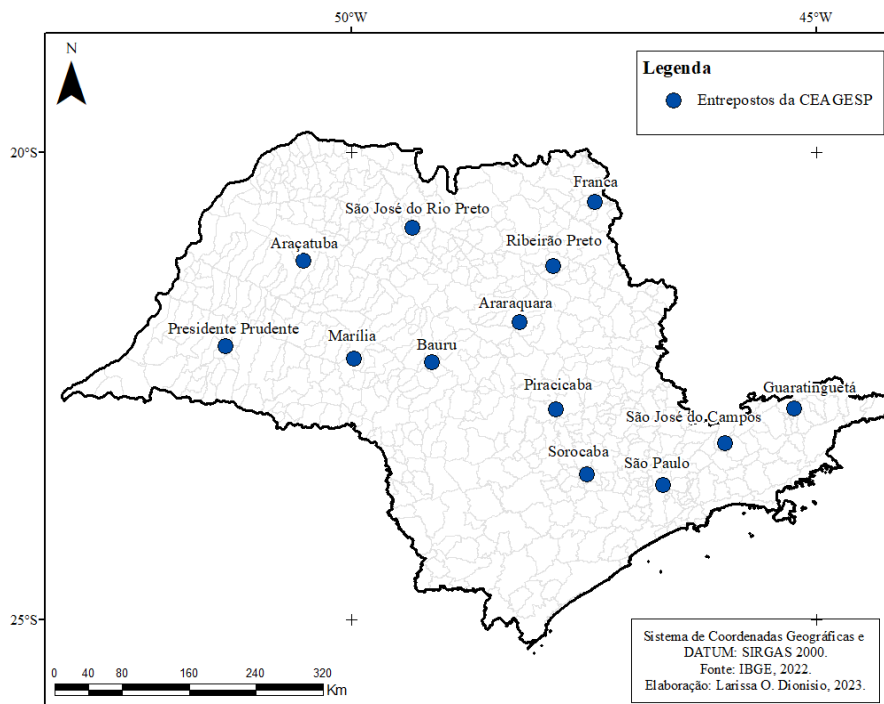 50°W
45°W
N
Legenda
Entrepostos da CEAGESP
20°S
Franca
São José do Rio Preto
Ribeirão Preto
Araçatuba
Araraquara
Presidente Prudente
Marília
Bauru
Piracicaba
Guaratinguetá
São José do Campos
Sorocaba
São Paulo
25°S
Sistema de Coordenadas Geográficas e
DATUM: SIRGAS 2000.
Fonte: IBGE, 2022.
Elaboração: Larissa O. Dionisio, 2023.
0 40 80 160 240 320
Km